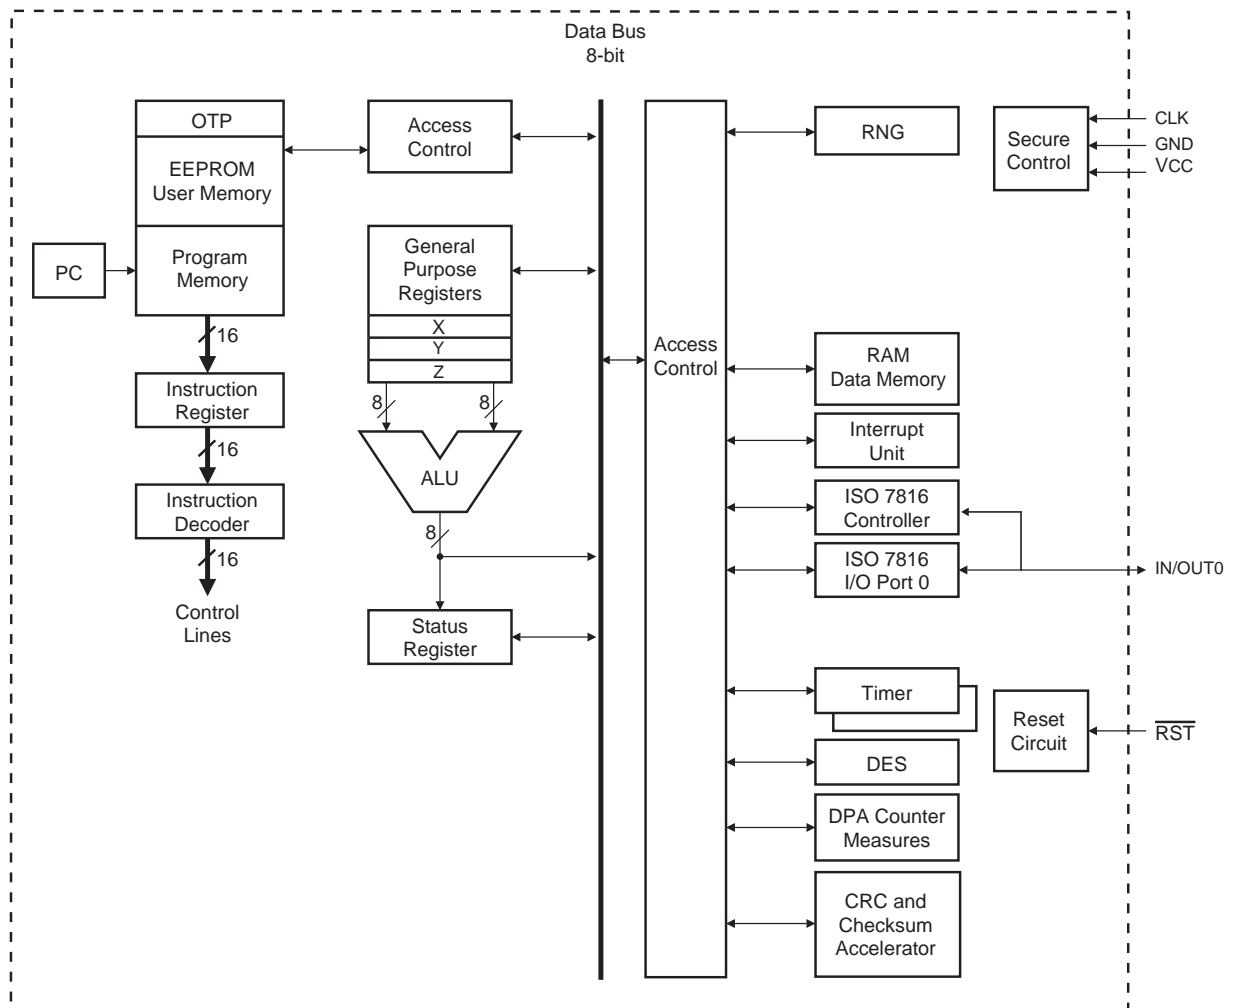 Data Bus
8-bit
OTP
EEPROM
User Memory
Program
Memory
PC
16
Instruction
Register
16
Instruction
Decoder
16
Control
Lines
Access
Control
General
Purpose
Registers
X
Y
Z
8
8
ALU
8
Status
Register
Access
Control
RNG
RAM
Data Memory
Interrupt
Unit
ISO 7816
Controller
ISO 7816
I/O Port 0
Timer
DES
DPA Counter
Measures
CRC and
Checksum
Accelerator
Secure
Control
CLK
GND
VCC
IN/OUT0
Reset
Circuit
RST